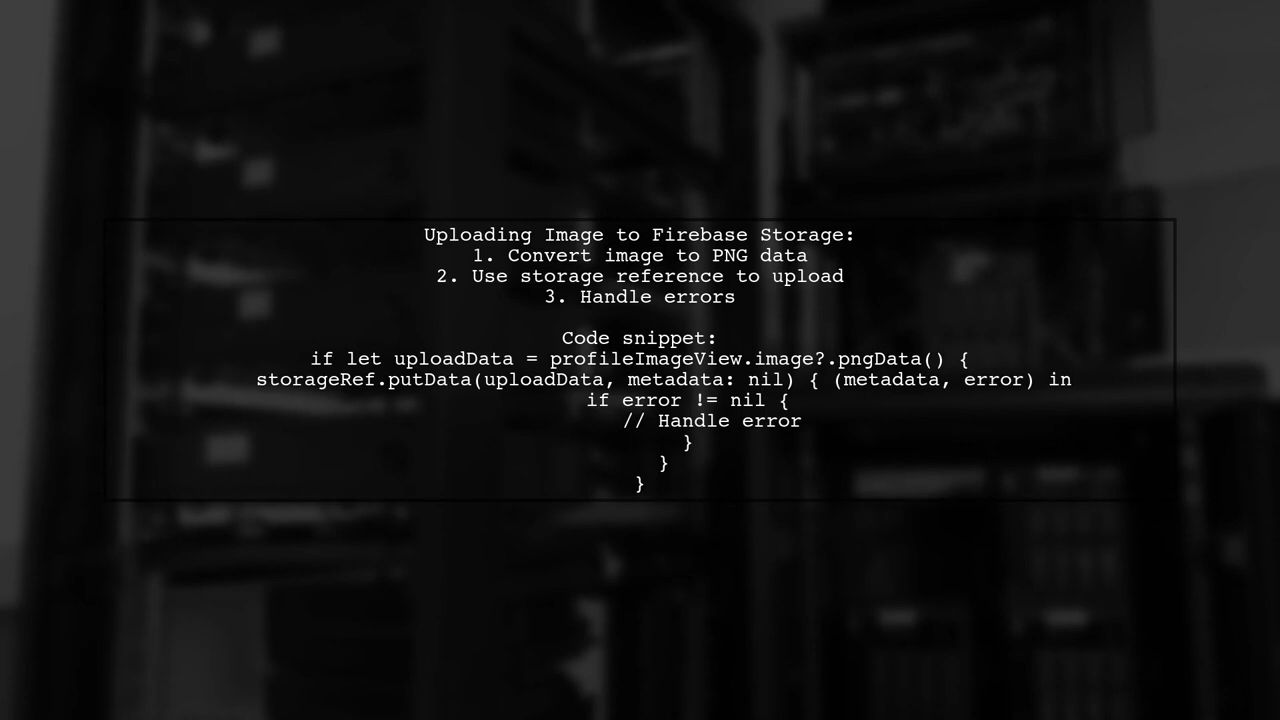 Uploading Image to Firebase Storage:
1. Convert image to PNG data
2. Use storage reference to upload
3. Handle errors
Code snippet:
if let uploadData = profileImageView.image?.pngData() {
storageRef.putData(uploadData, metadata: nil) { (metadata, error) in
if error != nil {
// Handle error
}
}
}